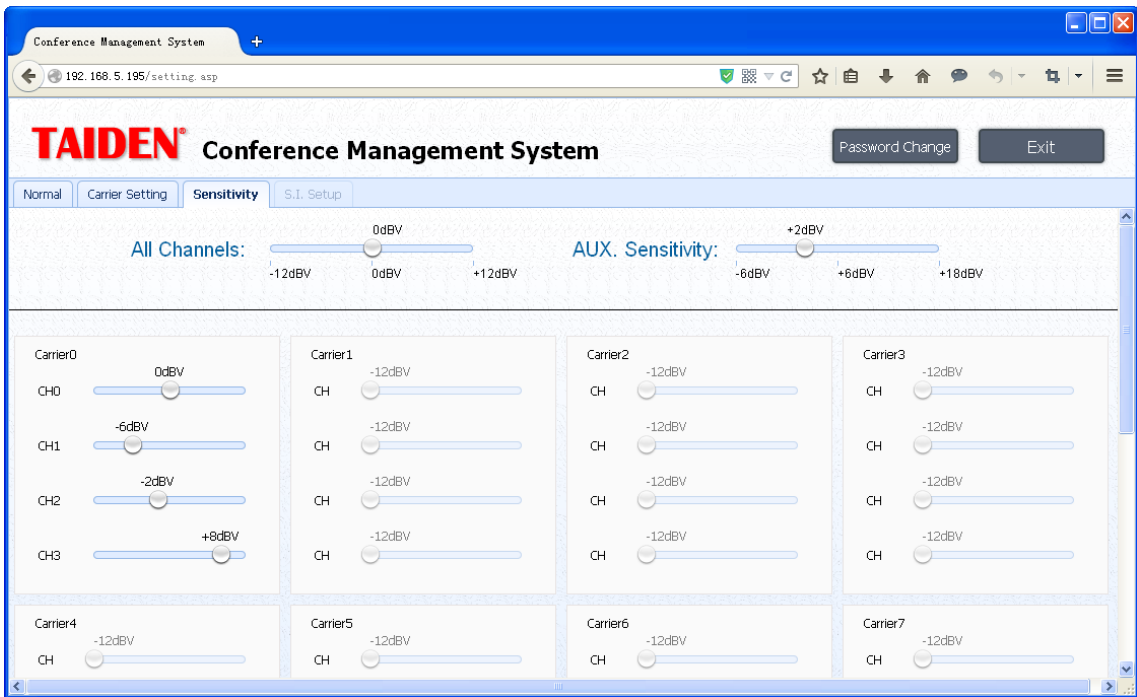 Conference Management System
192.168.5.195/setting.asp
TAIDEN® Conference Management System
Password Change
Exit
Normal
Carrier Setting
Sensitivity
S.I. Setup
All Channels:
0dBV
-12dBV 0dBV +12dBV
AUX. Sensitivity:
+2dBV
-6dBV +6dBV +18dBV
Carrier0
0dBV
CH0
-6dBV
CH1
-2dBV
CH2
+8dBV
CH3
Carrier1
-12dBV
CH
-12dBV
CH
-12dBV
CH
-12dBV
CH
Carrier2
-12dBV
CH
-12dBV
CH
-12dBV
CH
-12dBV
CH
Carrier3
-12dBV
CH
-12dBV
CH
-12dBV
CH
-12dBV
CH
Carrier4
-12dBV
CH
Carrier5
-12dBV
CH
Carrier6
-12dBV
CH
Carrier7
-12dBV
CH